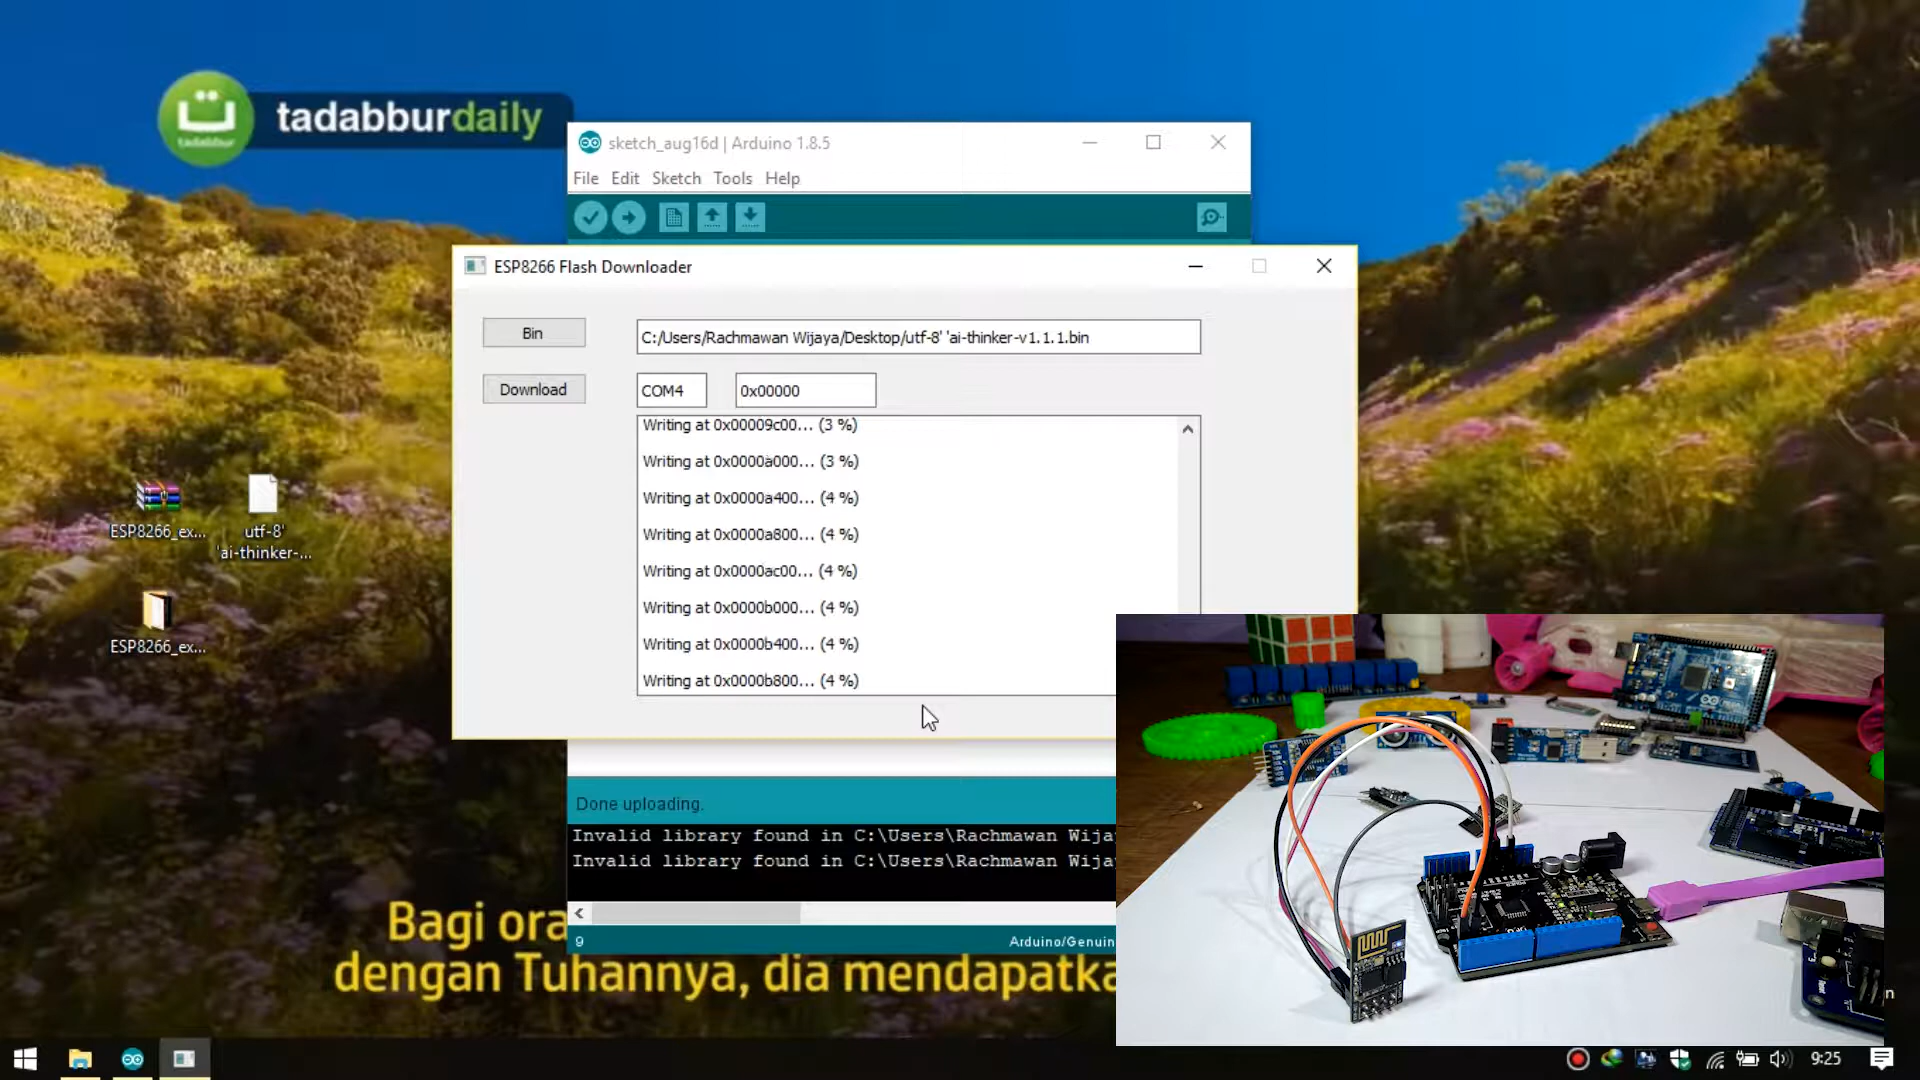 tadabburdaily
tadabbur
sketch_aug16d | Arduino 1.8.5
File Edit Sketch Tools Help
ESP8266 Flash Downloader
Bin
C:/Users/Rachmawan Wijaya/Desktop/utf-8' 'ai-thinker-v1.1.1.bin
Download
COM4
0x00000
Writing at 0x00009c00... (3 %)
Writing at 0x0000a000... (3 %)
Writing at 0x0000a400... (4 %)
Writing at 0x0000a800... (4 %)
Writing at 0x0000ac00... (4 %)
Writing at 0x0000b000... (4 %)
Writing at 0x0000b400... (4 %)
Writing at 0x0000b800... (4 %)
ESP8266_ex...
utf-8'
'ai-thinker-...
ESP8266_ex...
Done uploading.
Invalid library found in C:\Users\Rachmawan Wija
Invalid library found in C:\Users\Rachmawan Wija
9
Arduino/Genuin
Bagi ora
dengan Tuhannya, dia mendapatka
n
9:25